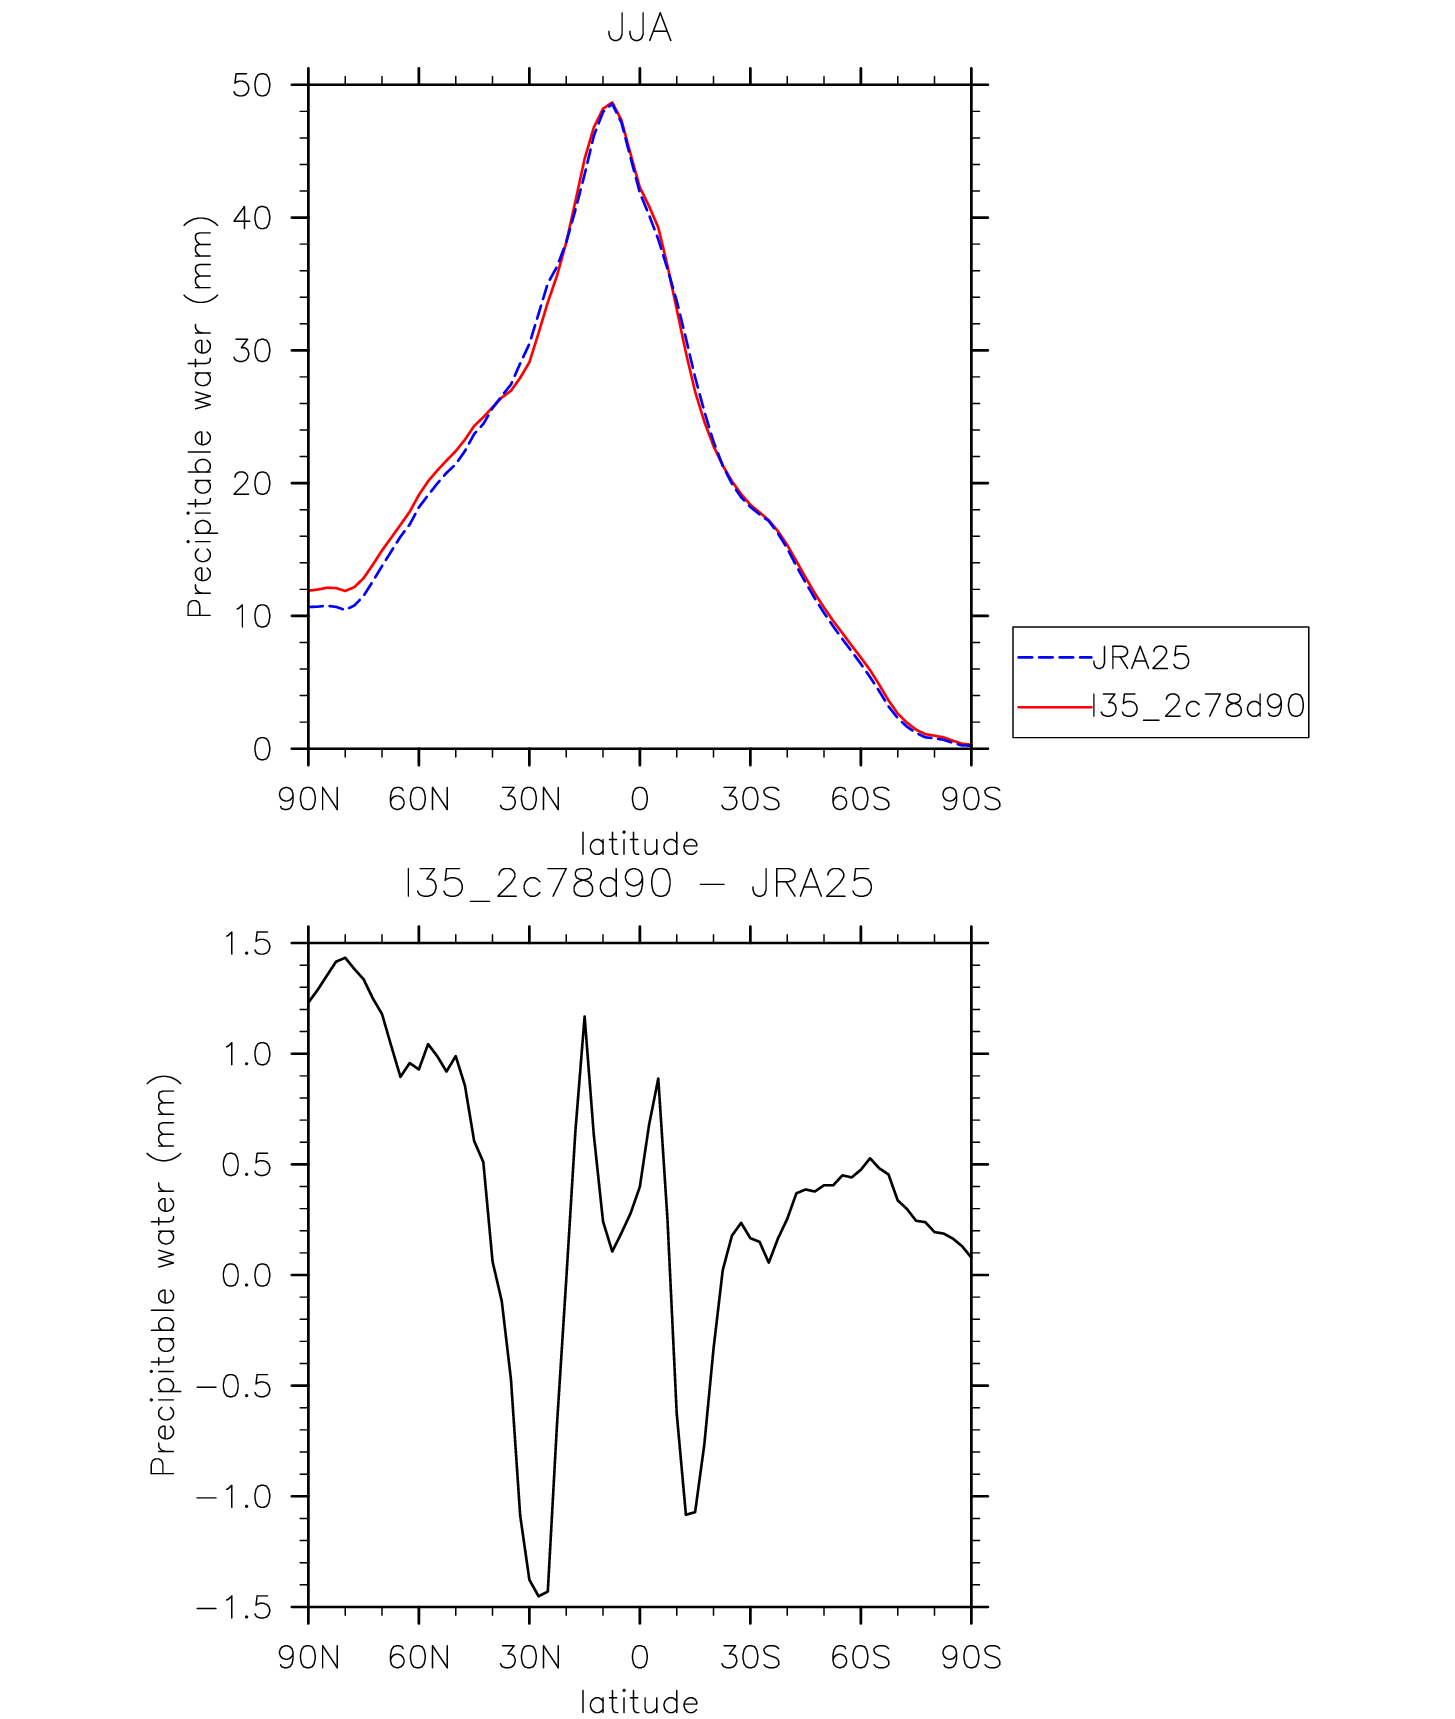 JJA
50
40
30
20
10
0
Precipitable water (mm)
90N 60N 30N 0 30S 60S 90S
latitude
JRA25
I35_2c78d90
I35_2c78d90 − JRA25
1.5
1.0
0.5
0.0
−0.5
−1.0
−1.5
Precipitable water (mm)
90N 60N 30N 0 30S 60S 90S
latitude